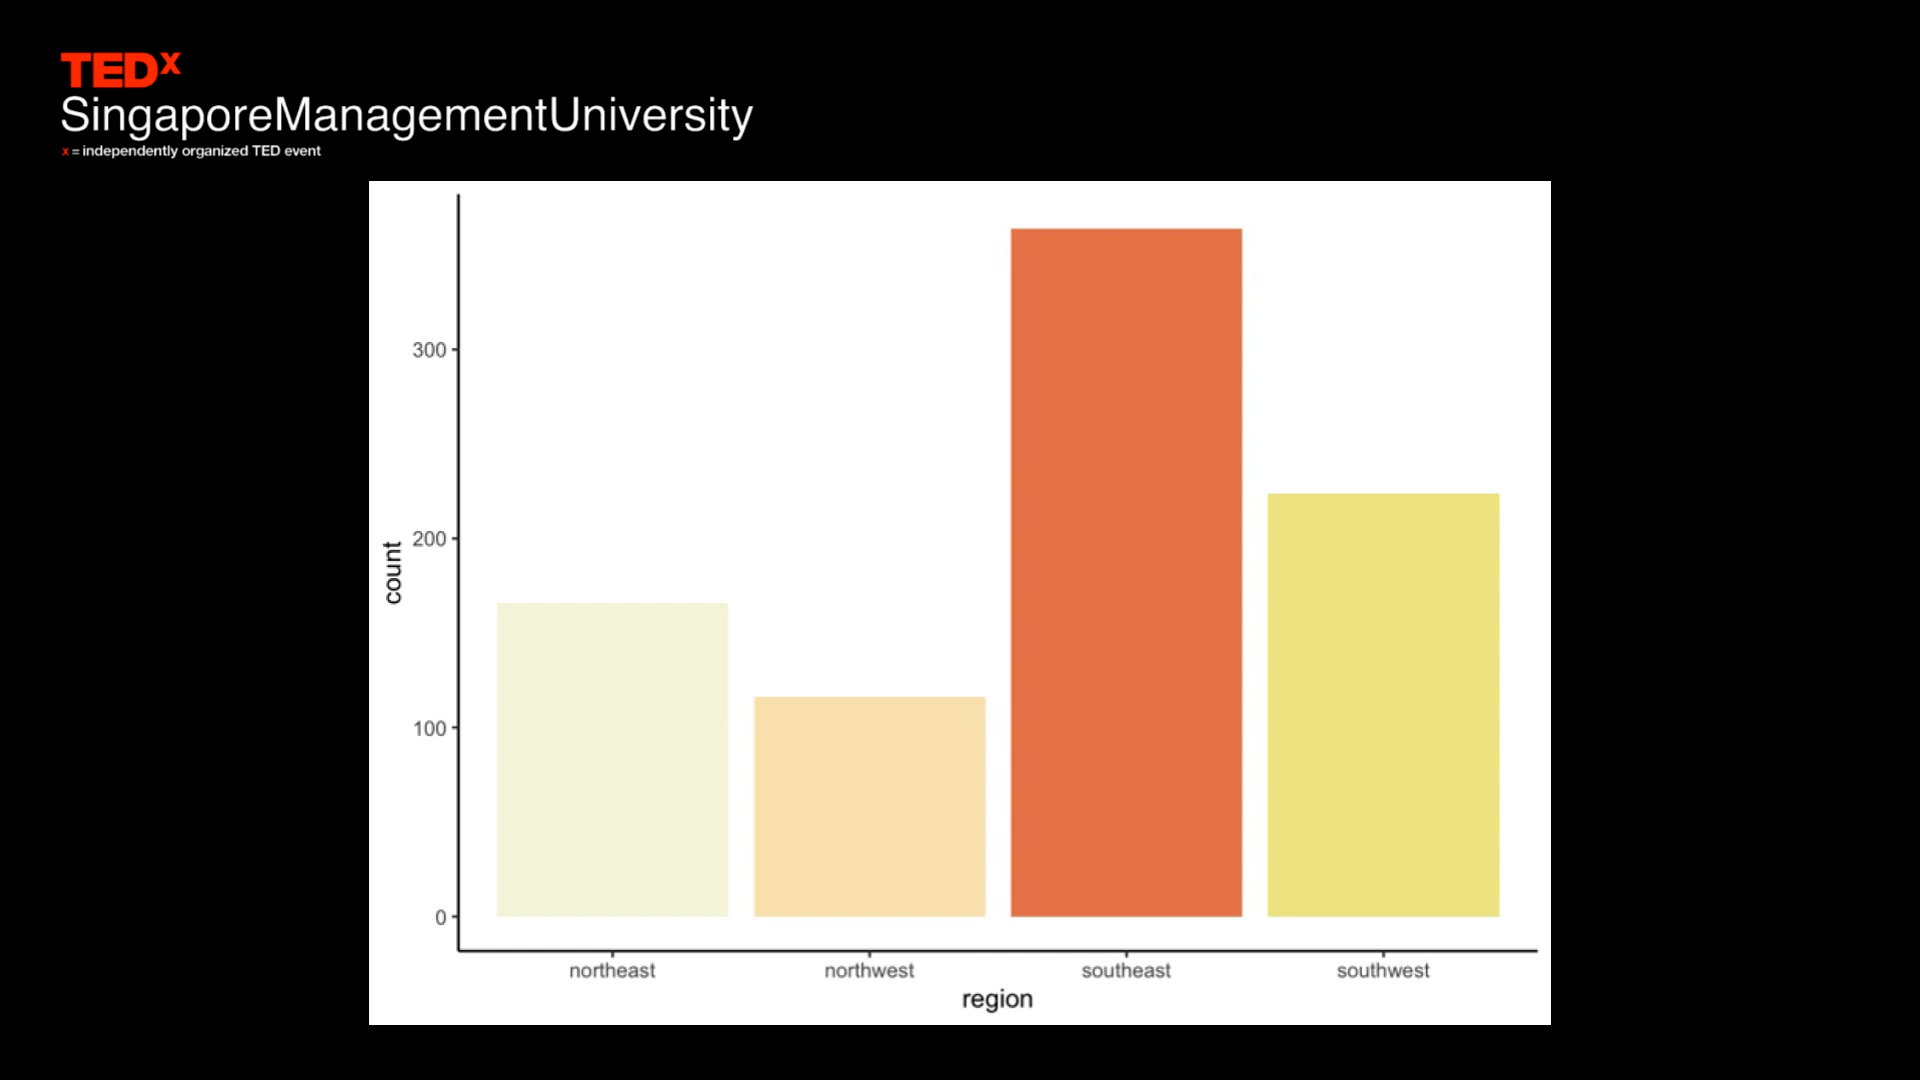 TEDx
SingaporeManagementUniversity
x = independently organized TED event
300
200
100
0
count
northeast northwest southeast southwest
region